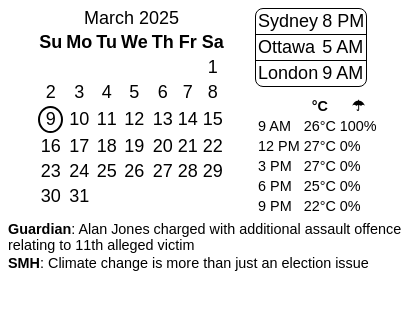 March 2025
Su Mo Tu We Th Fr Sa
1
2 3 4 5 6 7 8
9 10 11 12 13 14 15
16 17 18 19 20 21 22
23 24 25 26 27 28 29
30 31
Sydney 8 PM
Ottawa 5 AM
London 9 AM
°C ☂
9 AM 26°C 100%
12 PM 27°C 0%
3 PM 27°C 0%
6 PM 25°C 0%
9 PM 22°C 0%
Guardian: Alan Jones charged with additional assault offence
relating to 11th alleged victim
SMH: Climate change is more than just an election issue